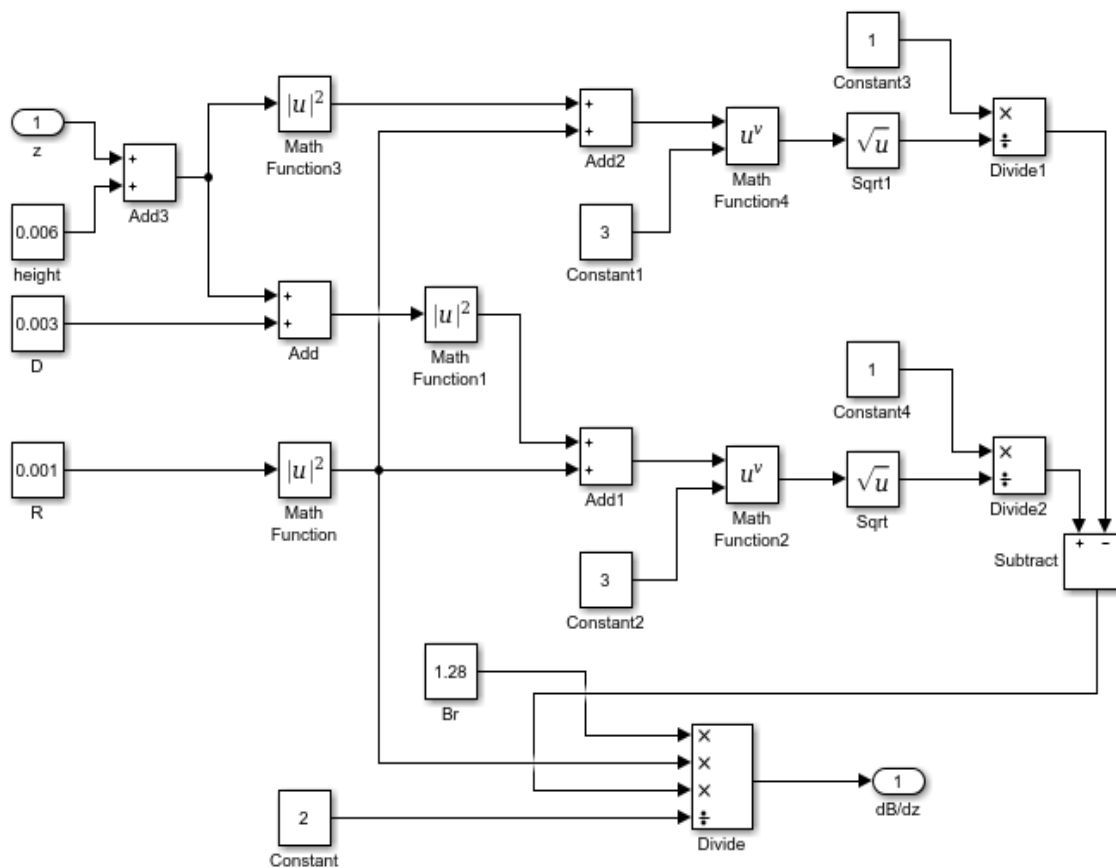 1
Constant3
|u|²
1
z
+
+
Math
Function3
+
+
Add2
uᵛ
√u
×
÷
Divide1
+
+
Add3
Math
Function4
Sqrt1
0.006
height
3
Constant1
0.003
D
+
+
Add
|u|²
Math
Function1
1
Constant4
0.001
R
|u|²
Math
Function
+
+
Add1
uᵛ
Math
Function2
√u
Sqrt
×
÷
Divide2
+ −
Subtract
3
Constant2
1.28
Br
×
×
×
÷
Divide
1
dB/dz
2
Constant